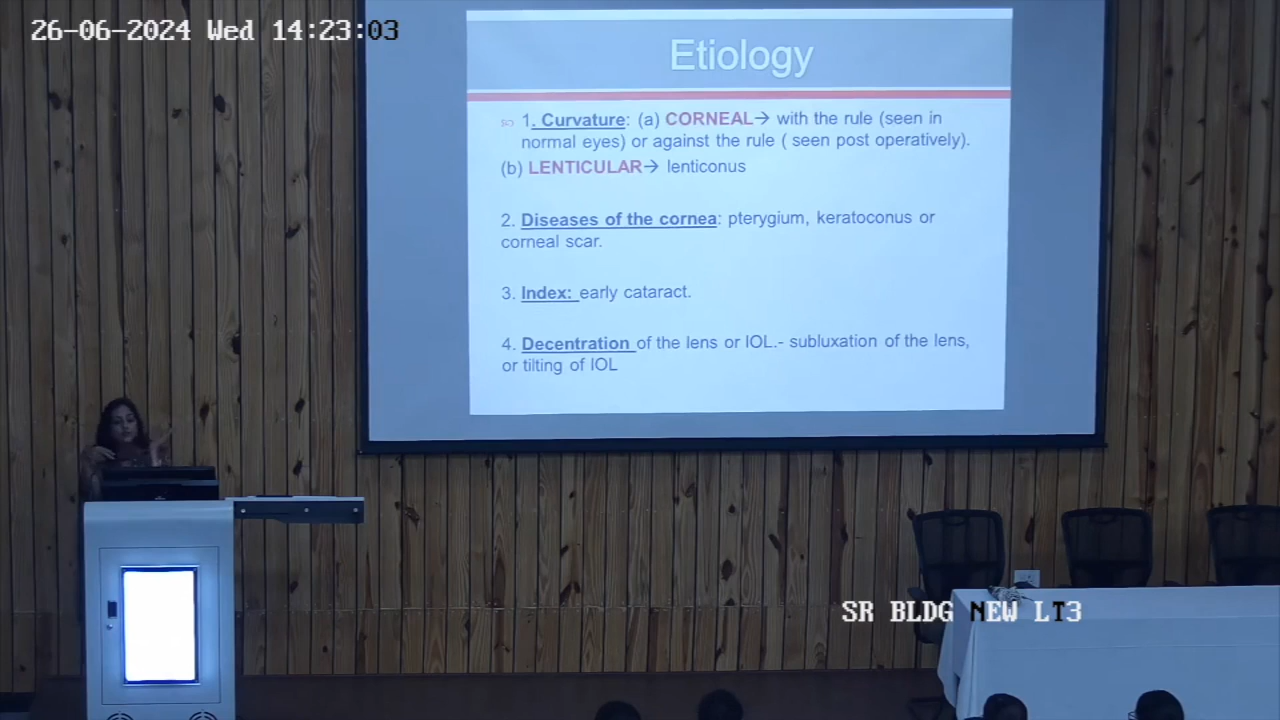 26-06-2024 Wed 14:23:03
Etiology
1. Curvature: (a) CORNEAL→ with the rule (seen in
normal eyes) or against the rule ( seen post operatively).
(b) LENTICULAR→ lenticonus
2. Diseases of the cornea: pterygium, keratoconus or
corneal scar.
3. Index: early cataract.
4. Decentration of the lens or IOL.- subluxation of the lens,
or tilting of IOL
SR BLDG NEW LT3